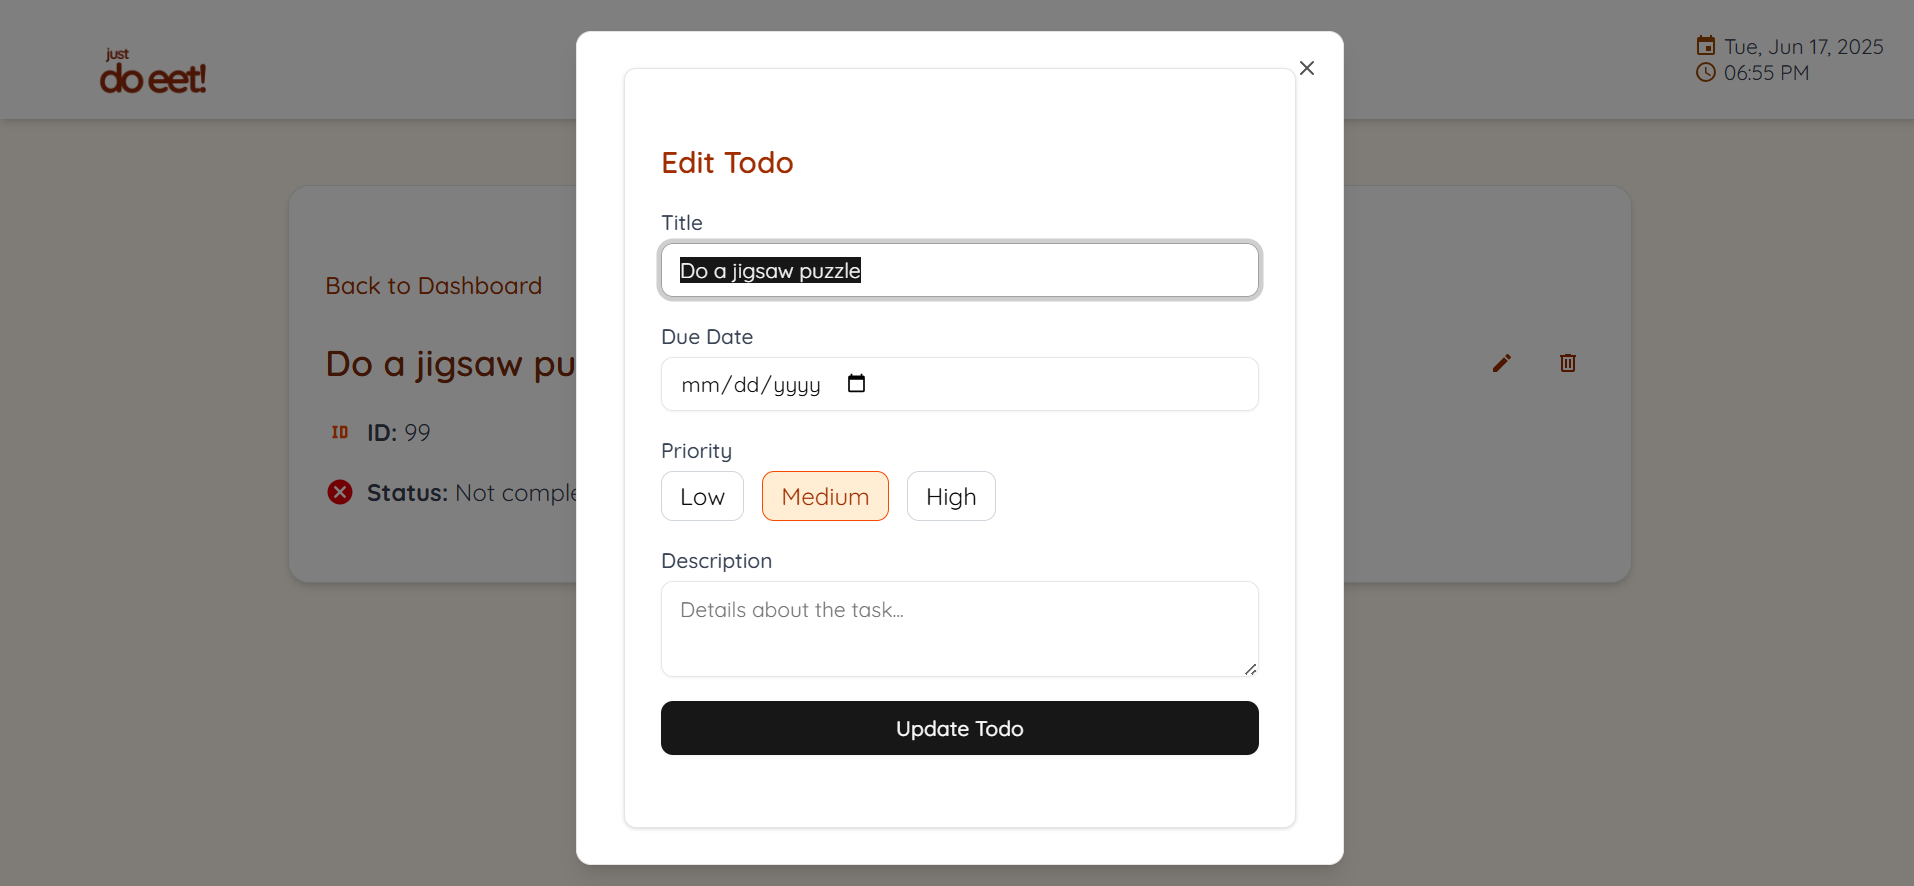 just
do eet!
Tue, Jun 17, 2025
06:55 PM
Back to Dashboard
Do a jigsaw pu
ID ID: 99
Status: Not comple
Edit Todo
Title
Do a jigsaw puzzle
Due Date
mm/dd/yyyy
Priority
Low Medium High
Description
Details about the task...
Update Todo